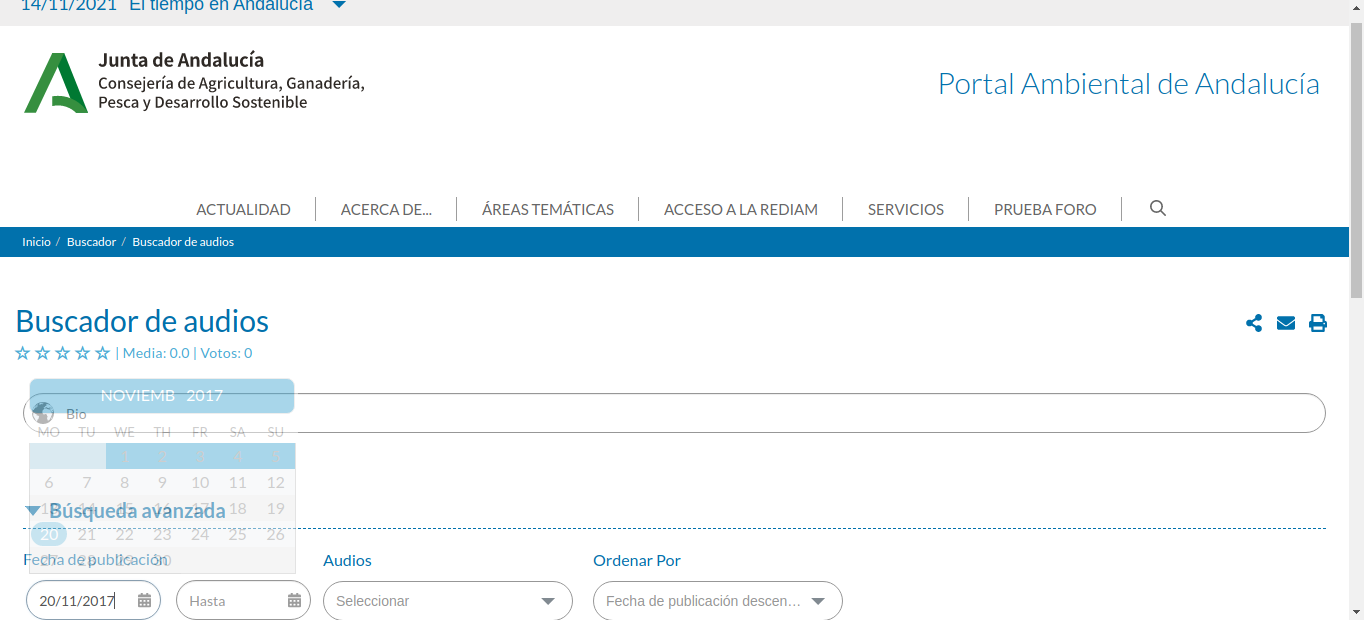 14/11/2021 El tiempo en Andalucía
Junta de Andalucía
Consejería de Agricultura, Ganadería,
Pesca y Desarrollo Sostenible
Portal Ambiental de Andalucía
ACTUALIDAD ACERCA DE... ÁREAS TEMÁTICAS ACCESO A LA REDIAM SERVICIOS PRUEBA FORO
Inicio / Buscador / Buscador de audios
Buscador de audios
| Media: 0.0 | Votos: 0
NOVIEMB 2017
Bio
MO TU WE TH FR SA SU
1 2 3 4 5
6 7 8 9 10 11 12
13 14 15 16 17 18 19
Búsqueda avanzada
20 21 22 23 24 25 26
27 28 29 30
Fecha de publicación Audios Ordenar Por
20/11/2017 Hasta Seleccionar Fecha de publicación descen...